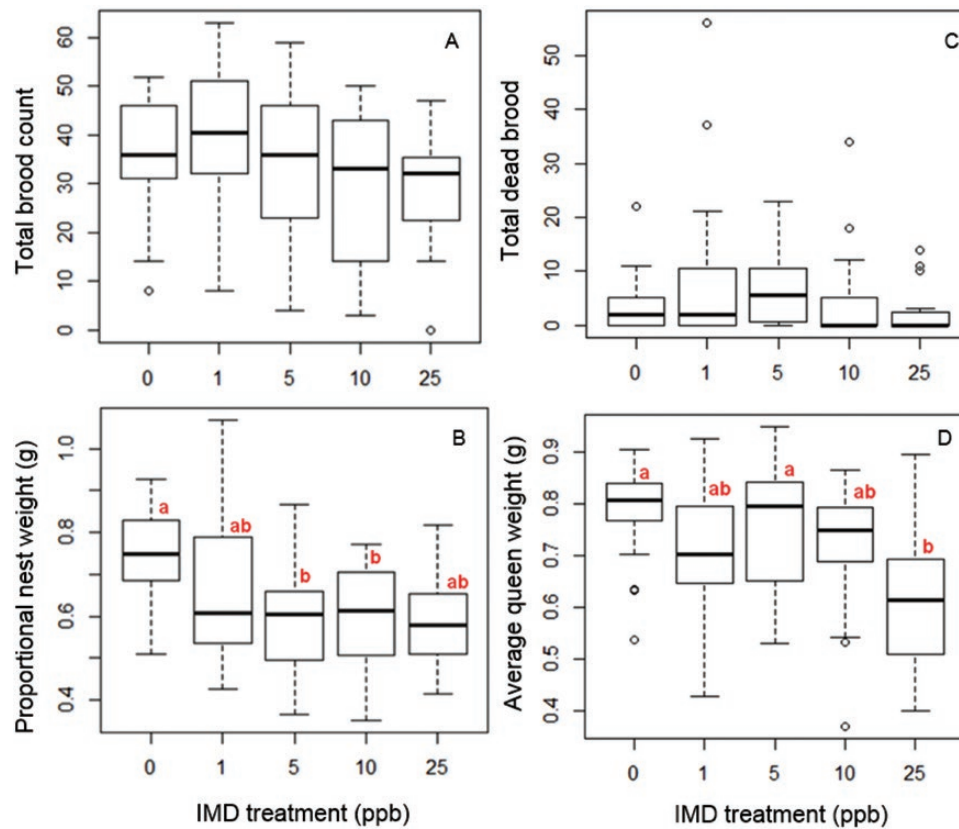 Total brood count
A
60
50
40
30
20
10
0
0 1 5 10 25
Total dead brood
C
50
40
30
20
10
0
0 1 5 10 25
Proportional nest weight (g)
B
1.0
0.8
0.6
0.4
a ab b b ab
0 1 5 10 25
IMD treatment (ppb)
Average queen weight (g)
D
0.9
0.8
0.7
0.6
0.5
0.4
a ab a ab b
0 1 5 10 25
IMD treatment (ppb)